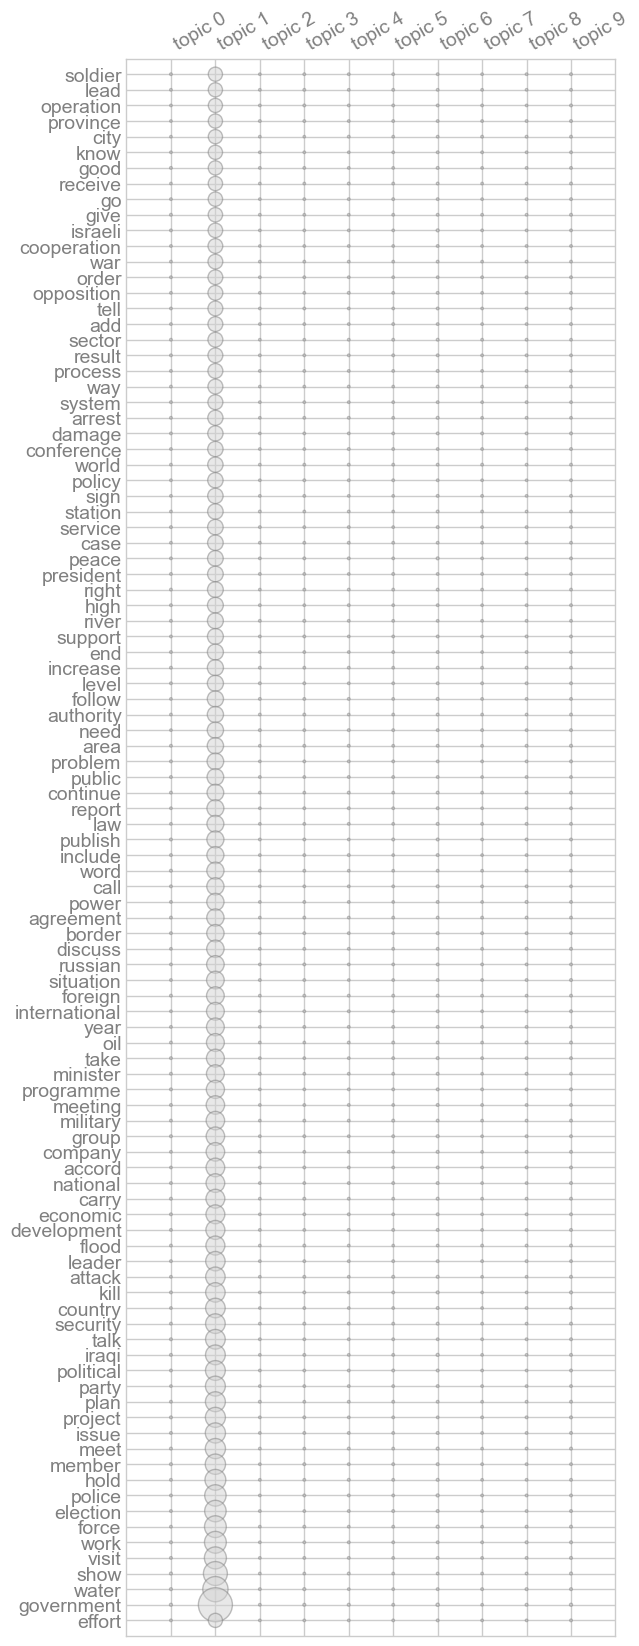 topic 0 topic 1 topic 2 topic 3 topic 4 topic 5 topic 6 topic 7 topic 8 topic 9
soldier
lead
operation
province
city
know
good
receive
go
give
israeli
cooperation
war
order
opposition
tell
add
sector
result
process
way
system
arrest
damage
conference
world
policy
sign
station
service
case
peace
president
right
high
river
support
end
increase
level
follow
authority
need
area
problem
public
continue
report
law
publish
include
word
call
power
agreement
border
discuss
russian
situation
foreign
international
year
oil
take
minister
programme
meeting
military
group
company
accord
national
carry
economic
development
flood
leader
attack
kill
country
security
talk
iraqi
political
party
plan
project
issue
meet
member
hold
police
election
force
work
visit
show
water
government
effort